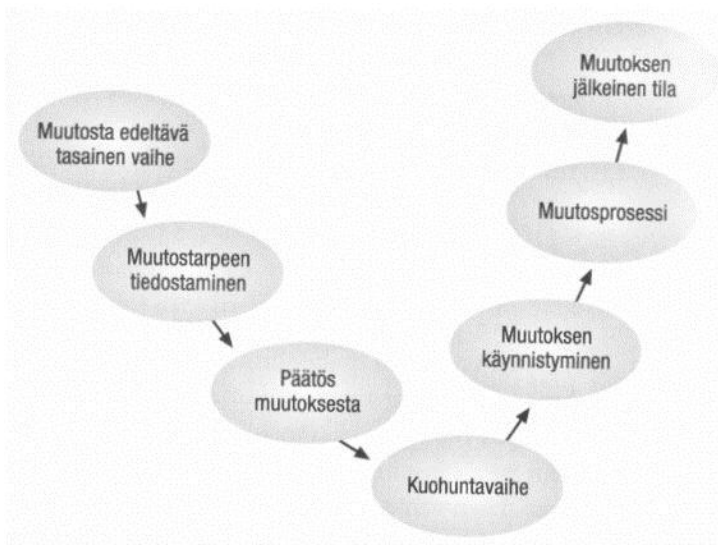 Muutosta edeltävä
tasainen vaihe
Muutostarpeen
tiedostaminen
Päätös
muutoksesta
Kuohuntavaihe
Muutoksen
käynnistyminen
Muutosprosessi
Muutoksen
jälkeinen tila